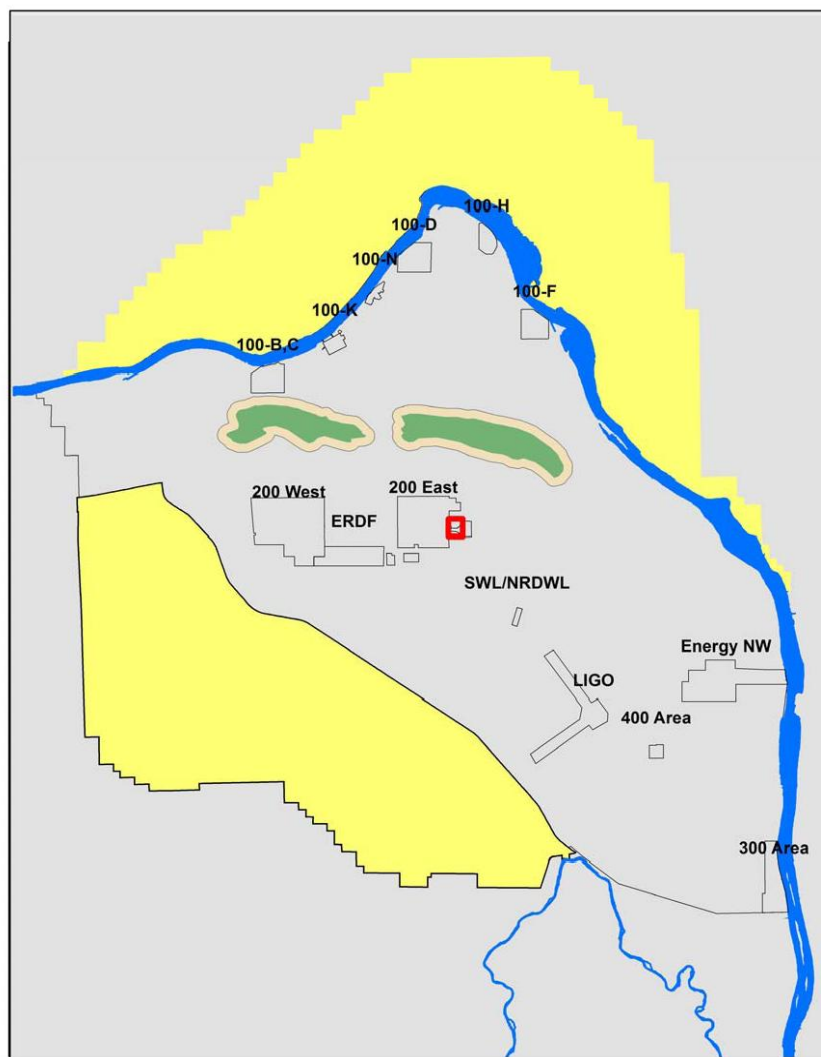 100-H
100-D
100-N
100-F
100-K
100-B,C
200 West
200 East
ERDF
SWL/NRDWL
Energy NW
LIGO
400 Area
300 Area